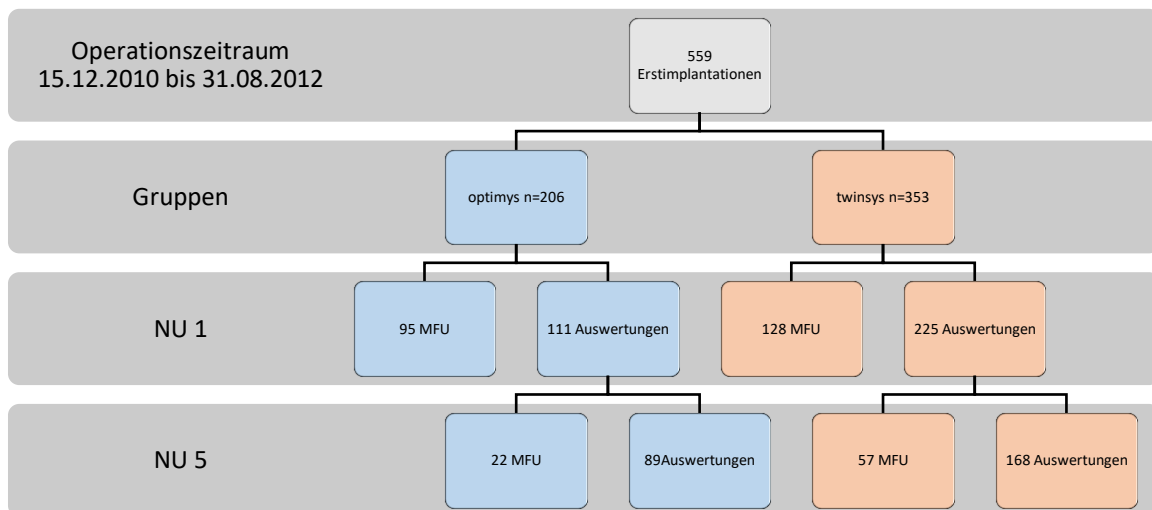 Operationszeitraum
15.12.2010 bis 31.08.2012
559
Erstimplantationen
Gruppen
optimys n=206
twinsys n=353
NU 1
95 MFU
111 Auswertungen
128 MFU
225 Auswertungen
NU 5
22 MFU
89Auswertungen
57 MFU
168 Auswertungen